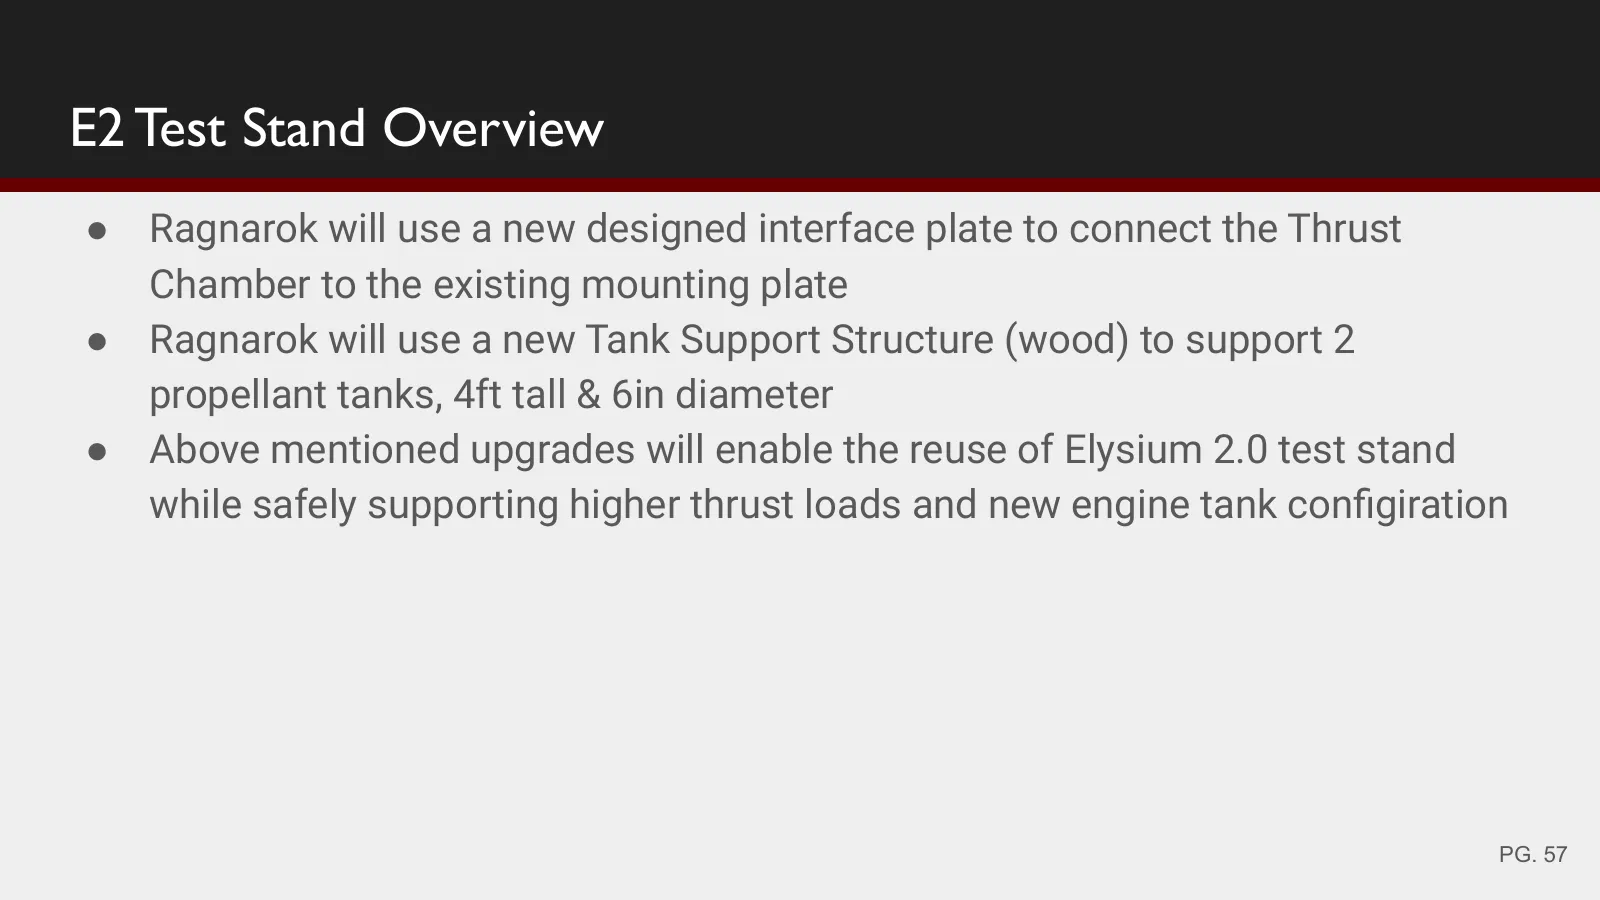 E2 Test Stand Overview
● Ragnarok will use a new designed interface plate to connect the Thrust
Chamber to the existing mounting plate
● Ragnarok will use a new Tank Support Structure (wood) to support 2
propellant tanks, 4ft tall & 6in diameter
● Above mentioned upgrades will enable the reuse of Elysium 2.0 test stand
while safely supporting higher thrust loads and new engine tank configiration
PG. 57